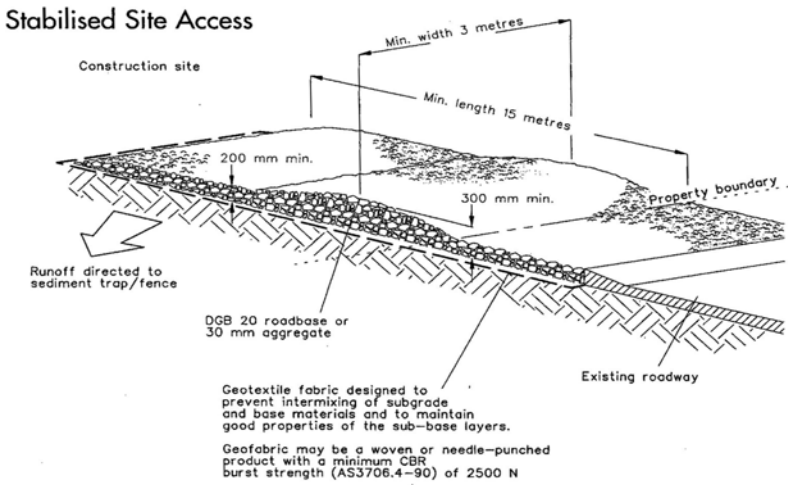 Stabilised Site Access
Construction site
Min. width 3 metres
Min. length 15 metres
200 mm min.
300 mm min.
Property boundary
Runoff directed to
sediment trap/fence
DGB 20 roadbase or
30 mm aggregate
Existing roadway
Geotextile fabric designed to
prevent intermixing of subgrade
and base materials and to maintain
good properties of the sub-base layers.
Geofabric may be a woven or needle-punched
product with a minimum CBR
burst strength (AS3706.4-90) of 2500 N